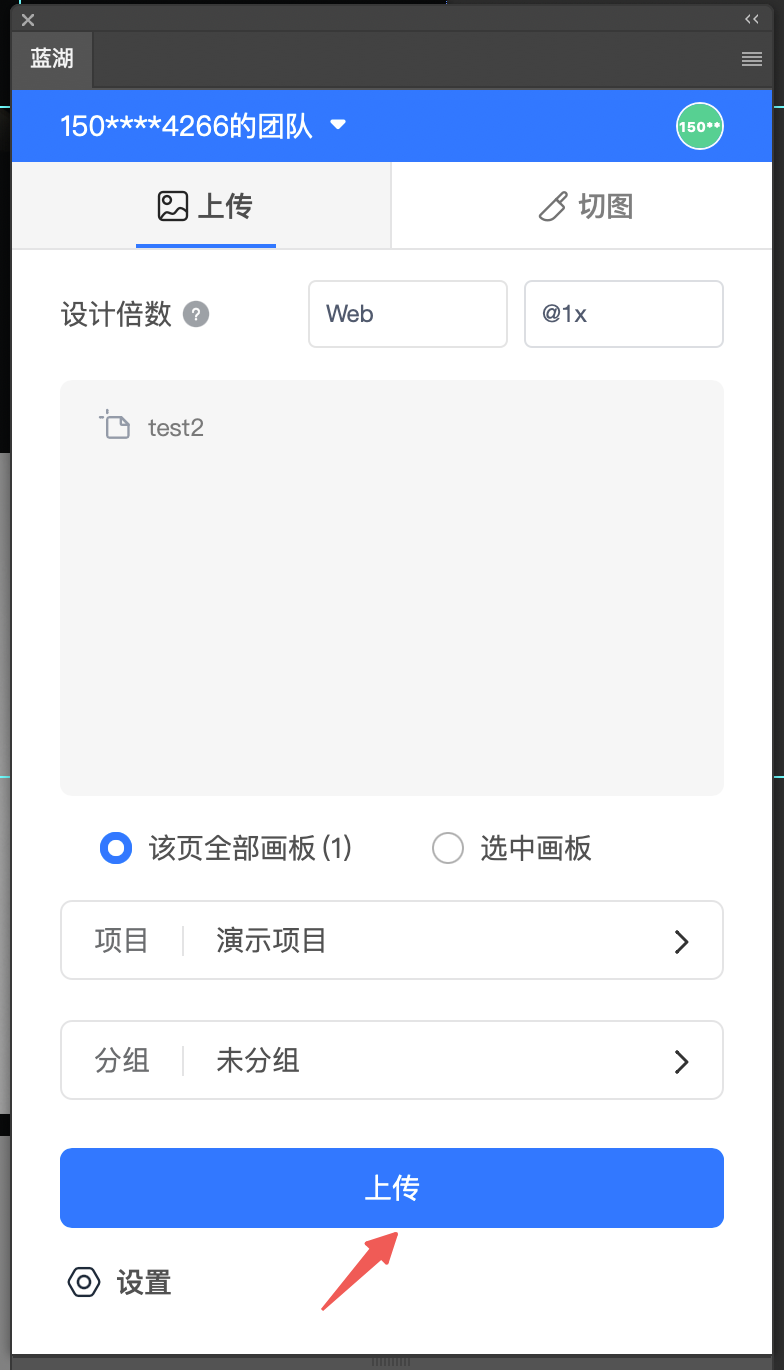 蓝湖
150****4266的团队
150**
上传
切图
设计倍数 ?
Web
@1x
test2
该页全部画板 (1)
选中画板
项目
演示项目
分组
未分组
上传
设置